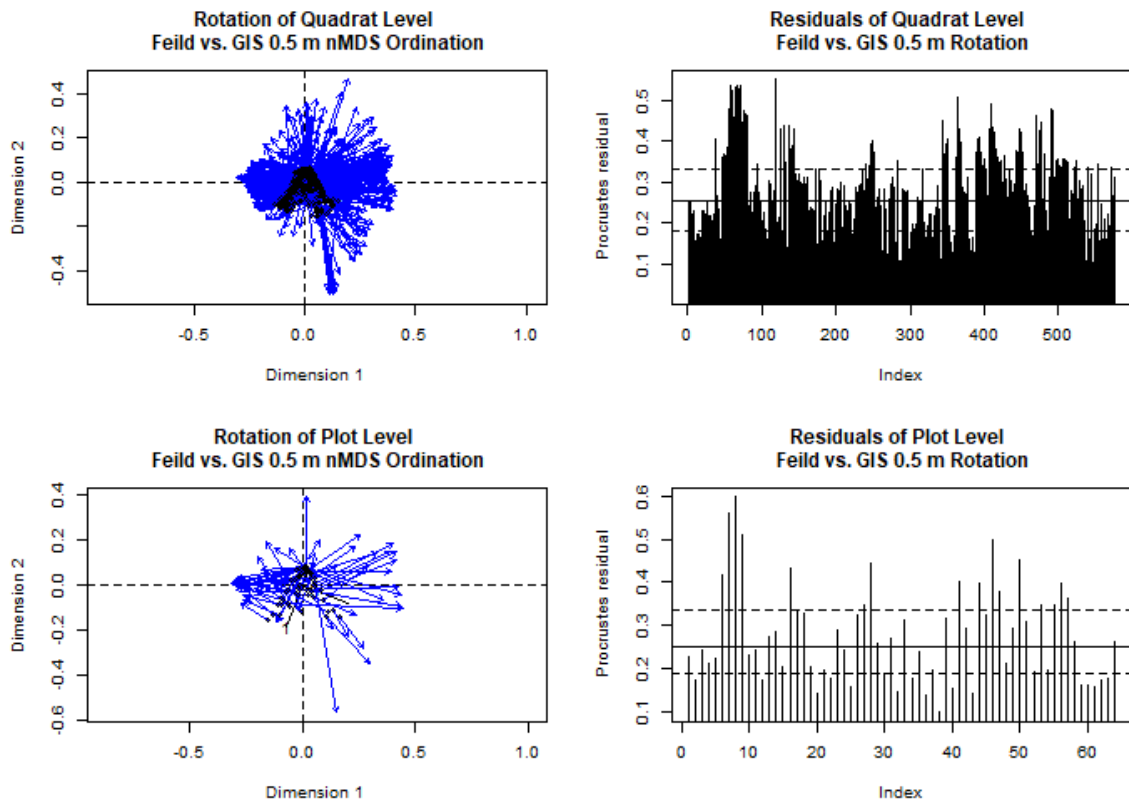 Rotation of Quadrat Level
Feild vs. GIS 0.5 m nMDS Ordination
Dimension 2
0.4
0.2
0.0
-0.4
-0.5
0.0
0.5
1.0
Dimension 1
Residuals of Quadrat Level
Feild vs. GIS 0.5 m Rotation
Procrustes residual
0.5
0.4
0.3
0.2
0.1
0
100
200
300
400
500
Index
Rotation of Plot Level
Feild vs. GIS 0.5 m nMDS Ordination
Dimension 2
0.4
0.2
0.0
-0.2
-0.4
-0.6
-0.5
0.0
0.5
1.0
Dimension 1
Residuals of Plot Level
Feild vs. GIS 0.5 m Rotation
Procrustes residual
0.6
0.5
0.4
0.3
0.2
0.1
0
10
20
30
40
50
60
Index